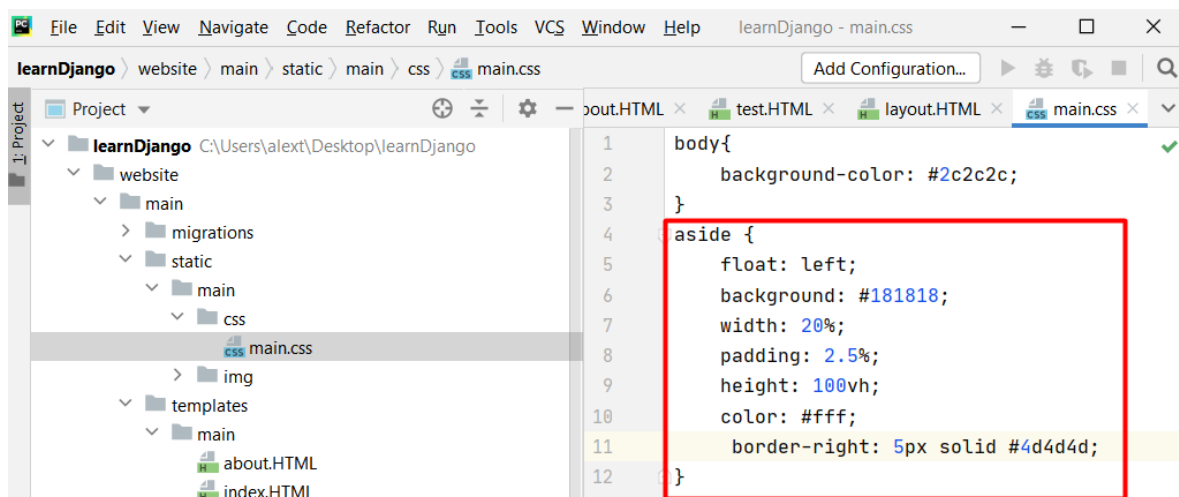 File Edit View Navigate Code Refactor Run Tools VCS Window Help learnDjango - main.css
learnDjango website main static main css main.css Add Configuration...
1: Project
Project
learnDjango C:\Users\alext\Desktop\learnDjango
website
main
migrations
static
main
css
main.css
img
templates
main
about.HTML
index.HTML
bout.HTML test.HTML layout.HTML main.css
1 body{
2 background-color: #2c2c2c;
3 }
4 aside {
5 float: left;
6 background: #181818;
7 width: 20%;
8 padding: 2.5%;
9 height: 100vh;
10 color: #fff;
11 border-right: 5px solid #4d4d4d;
12 }